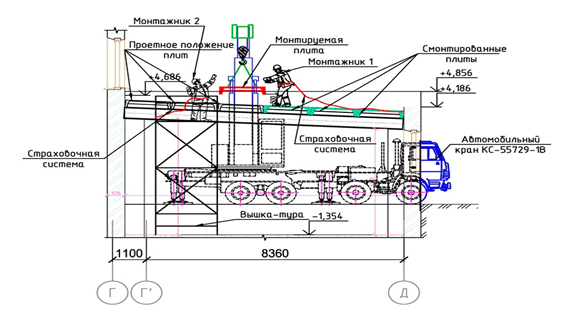 Монтажник 2
Проетное положение
плит
Монтируемая
плита
Монтажник 1
Смонтированные
плиты
+4,686
+4,856
+4,186
Страховочная
система
Страховочная
система
Автомобильный
кран КС-55729-1В
Вышка-тура
-1,354
1100
8360
Г
Г'
Д